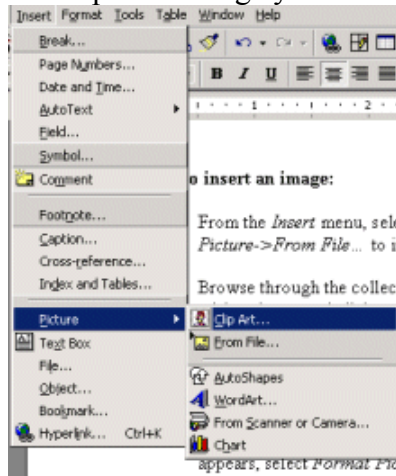 Insert Format Tools Table Window Help
Break...
Page Numbers...
Date and Time...
AutoText
Field...
Symbol...
Comment
Footnote...
Caption...
Cross-reference...
Index and Tables...
Picture
Text Box
File...
Object...
Bookmark...
Hyperlink... Ctrl+K
Clip Art...
From File...
AutoShapes
WordArt...
From Scanner or Camera...
Chart
B I U
1 2
o insert an image:
From the Insert menu, sele
Picture->From File... to i
Browse through the collec
appears, select Format Pic